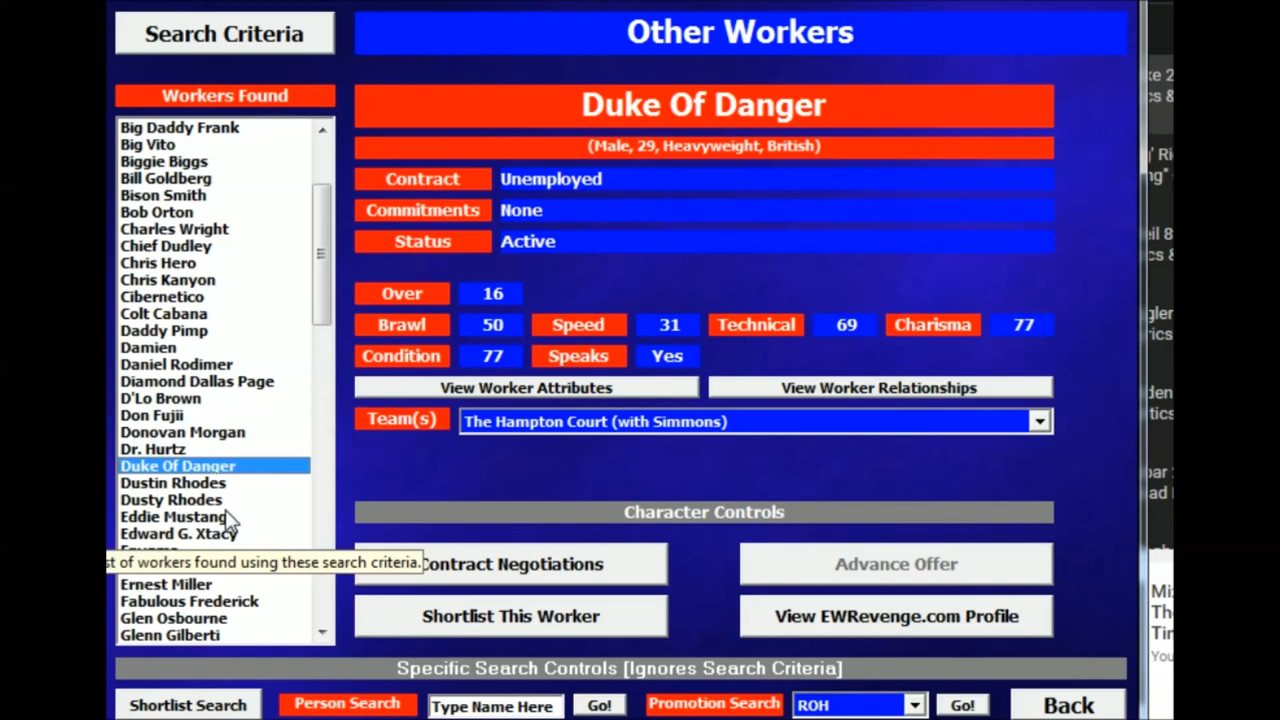 Search Criteria
Other Workers
Workers Found
Big Daddy Frank
Big Vito
Biggie Biggs
Bill Goldberg
Bison Smith
Bob Orton
Charles Wright
Chief Dudley
Chris Hero
Chris Kanyon
Cibernetico
Colt Cabana
Daddy Pimp
Damien
Daniel Rodimer
Diamond Dallas Page
D'Lo Brown
Don Fujii
Donovan Morgan
Dr. Hurtz
Duke Of Danger
Dustin Rhodes
Dusty Rhodes
Eddie Mustang
Edward G. Xtacy
st of workers found using these search criteria.
Ernest Miller
Fabulous Frederick
Glen Osbourne
Glenn Gilberti
Duke Of Danger
(Male, 29, Heavyweight, British)
Contract Unemployed
Commitments None
Status Active
Over 16
Brawl 50 Speed 31 Technical 69 Charisma 77
Condition 77 Speaks Yes
View Worker Attributes View Worker Relationships
Team(s) The Hampton Court (with Simmons)
Character Controls
Contract Negotiations Advance Offer
Shortlist This Worker View EWRevenge.com Profile
Specific Search Controls [Ignores Search Criteria]
Shortlist Search Person Search Type Name Here Go! Promotion Search ROH Go! Back